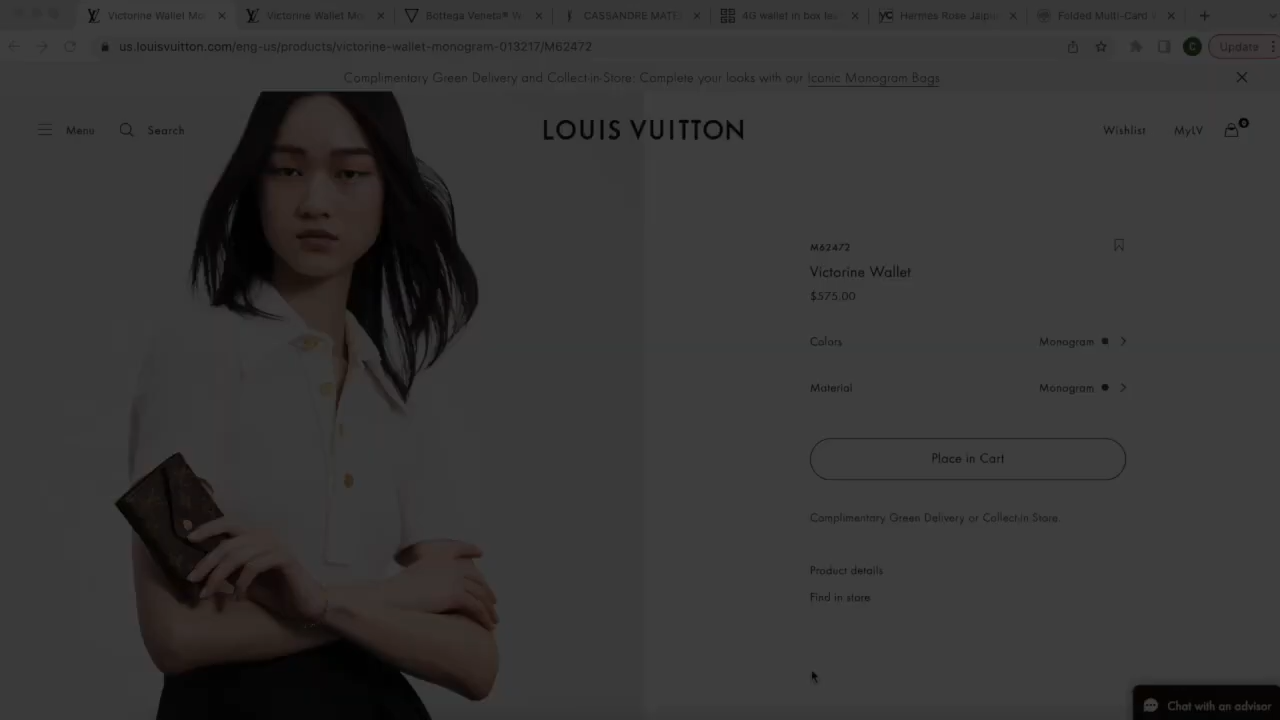 Victorine Wallet Mo
Victorine Wallet Mo
Bottega Veneta® W
CASSANDRE MATE
4G wallet in box le
Hermes Rose Jaipu
Folded Multi-Card
us.louisvuitton.com/eng-us/products/victorine-wallet-monogram-013217/M62472
C
Update
Complimentary Green Delivery and Collect-in-Store: Complete your looks with our Iconic Monogram Bags
Menu
Search
LOUIS VUITTON
Wishlist
MyLV
0
M62472
Victorine Wallet
$575.00
Colors
Monogram
Material
Monogram
Place in Cart
Complimentary Green Delivery or Collect-in Store.
Product details
Find in store
Chat with an advisor